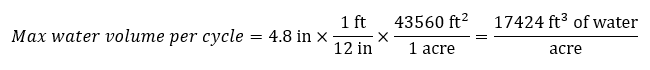 Max water volume per cycle = 4.8 in × 1 ft / 12 in × 43560 ft² / 1 acre = 17424 ft³ of water / acre